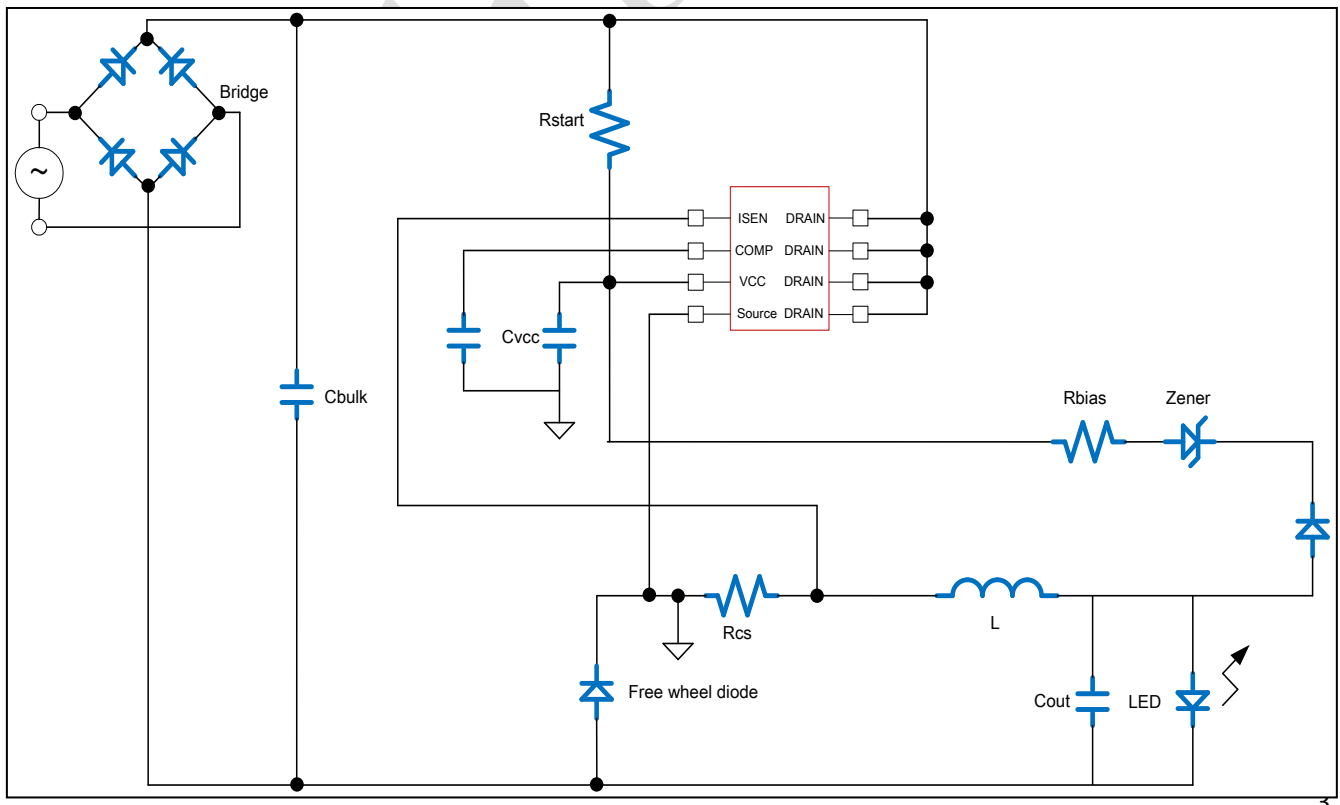 Bridge
~
Rstart
ISEN DRAIN
COMP DRAIN
VCC DRAIN
Source DRAIN
Cvcc
Cbulk
Rbias Zener
Rcs
L
Free wheel diode
Cout LED